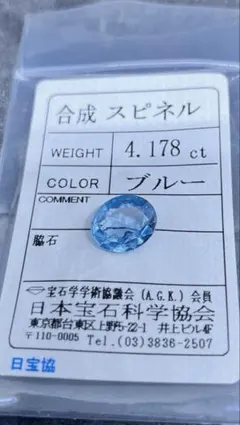 合成 スピネル
WEIGHT 4.178 ct
COLOR ブルー
COMMENT
脇石
宝石学学術協議会 (A.G.K.) 会員
日本宝石科学協会
東京都台東区上野5-22-1 井上ビル4F
〒110-0005 Tel.(03)3836-2507
日宝協